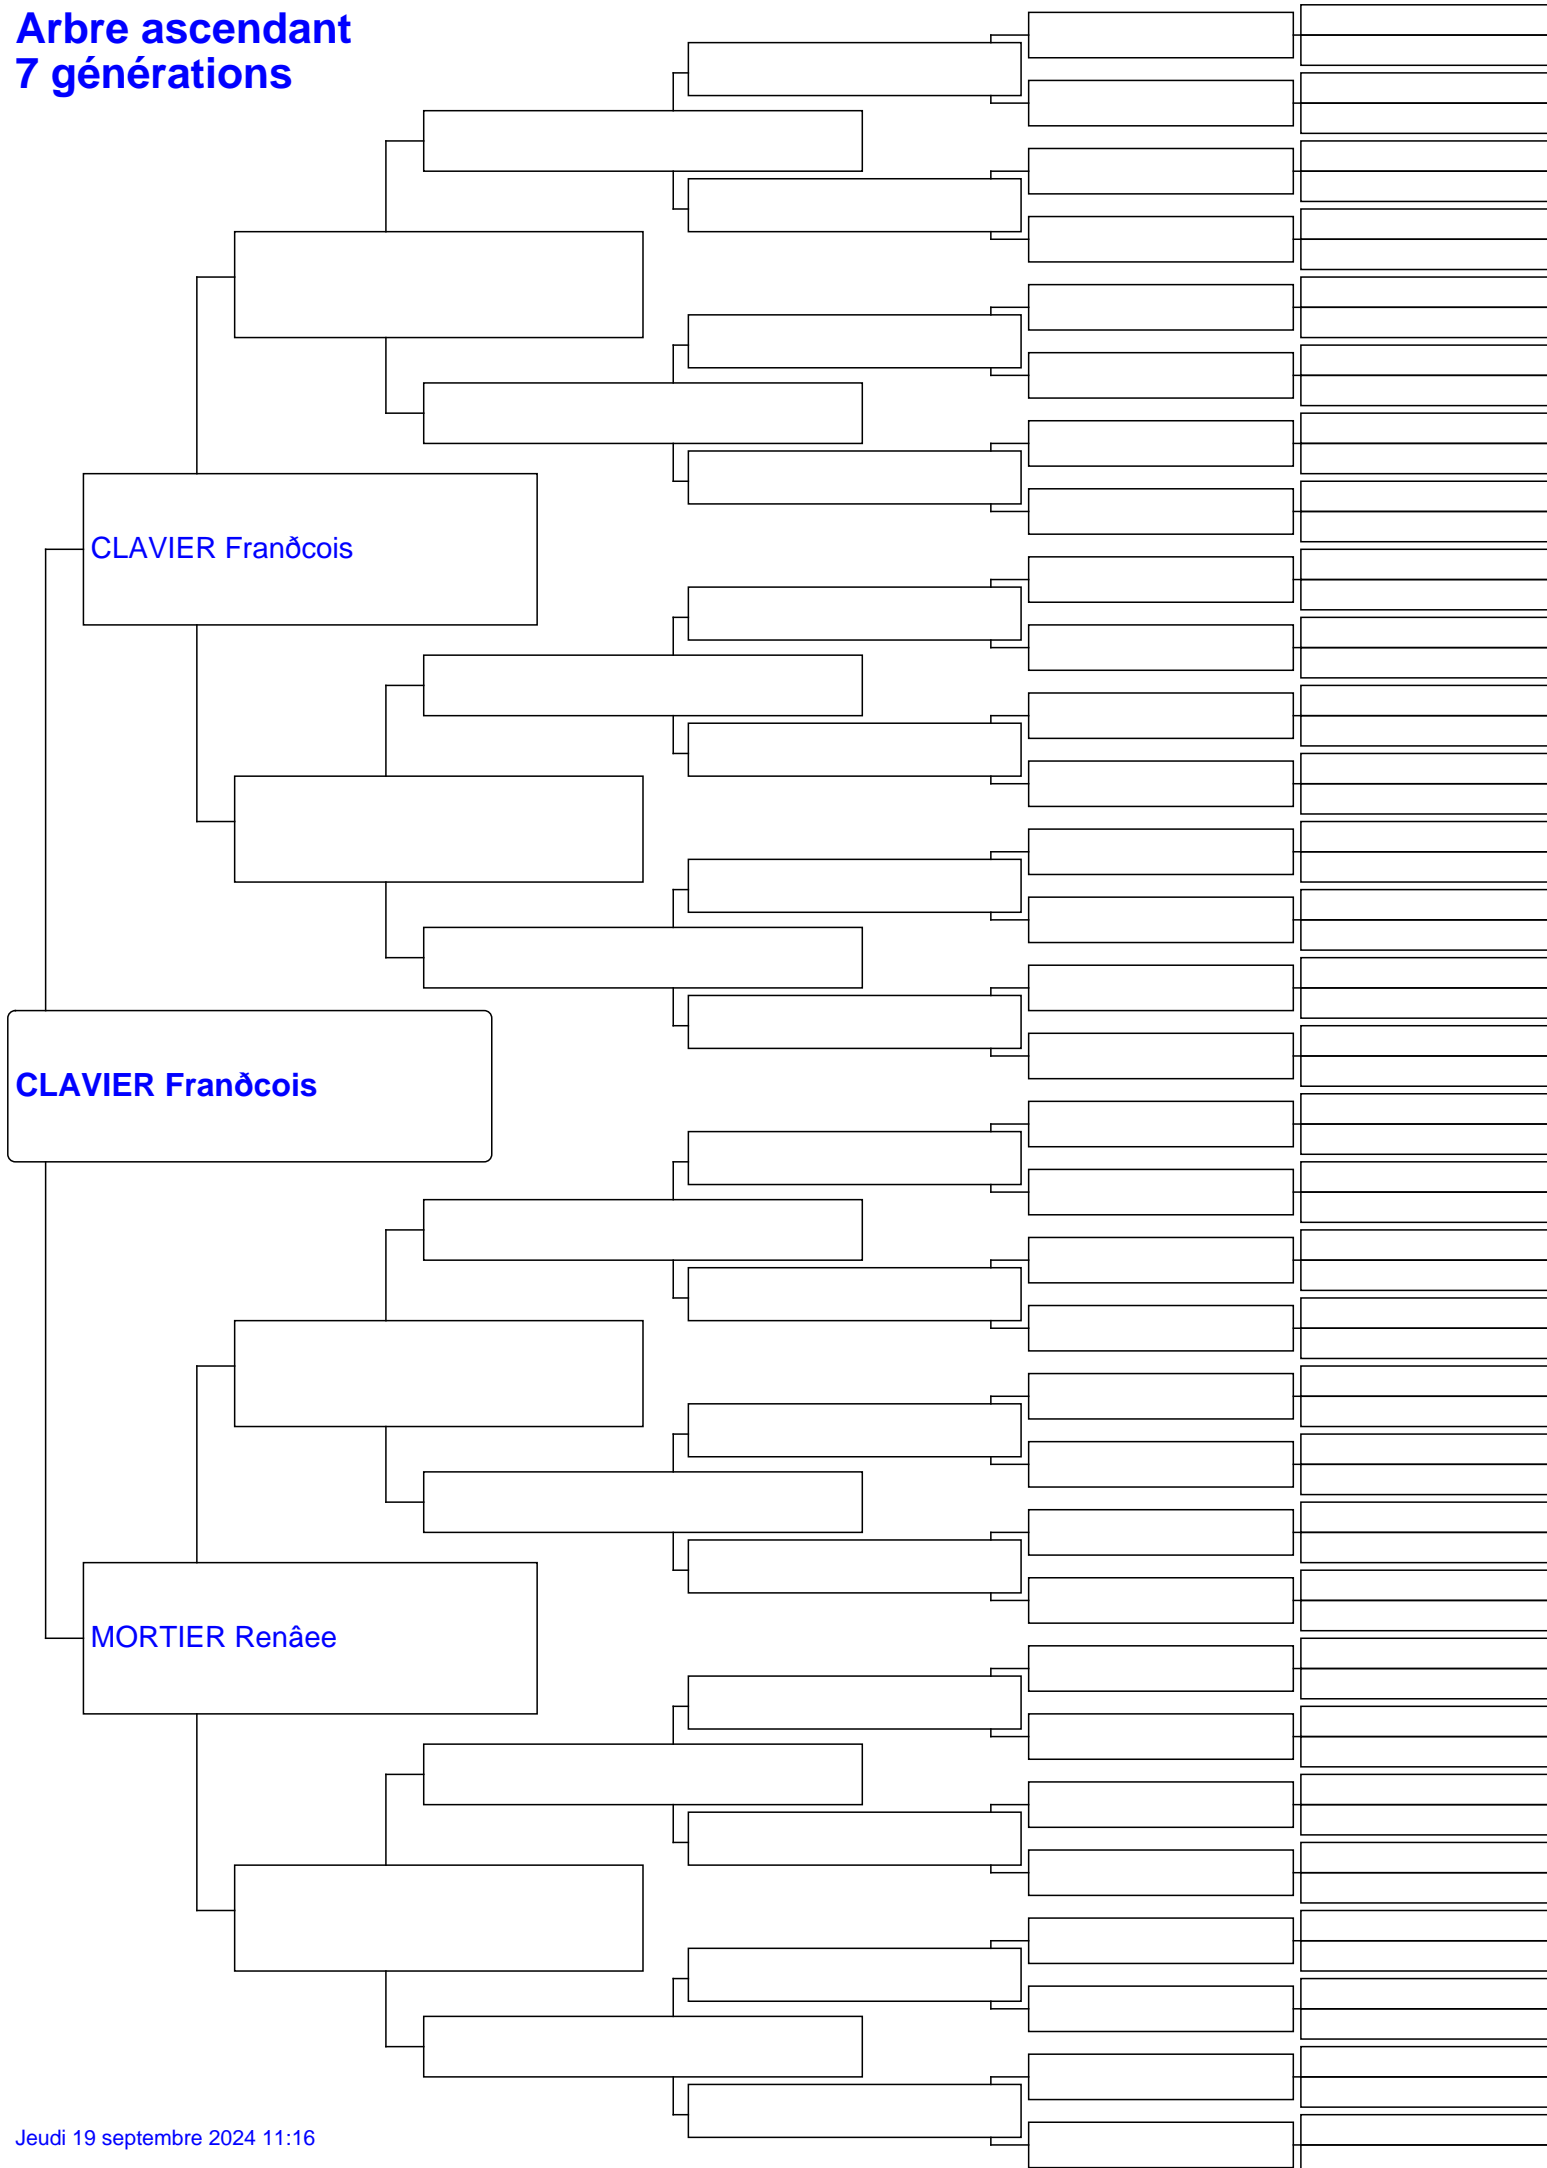 Arbre ascendant
7 générations
CLAVIER Franðcois
CLAVIER Franðcois
MORTIER Renâee
Jeudi 19 septembre 2024 11:16